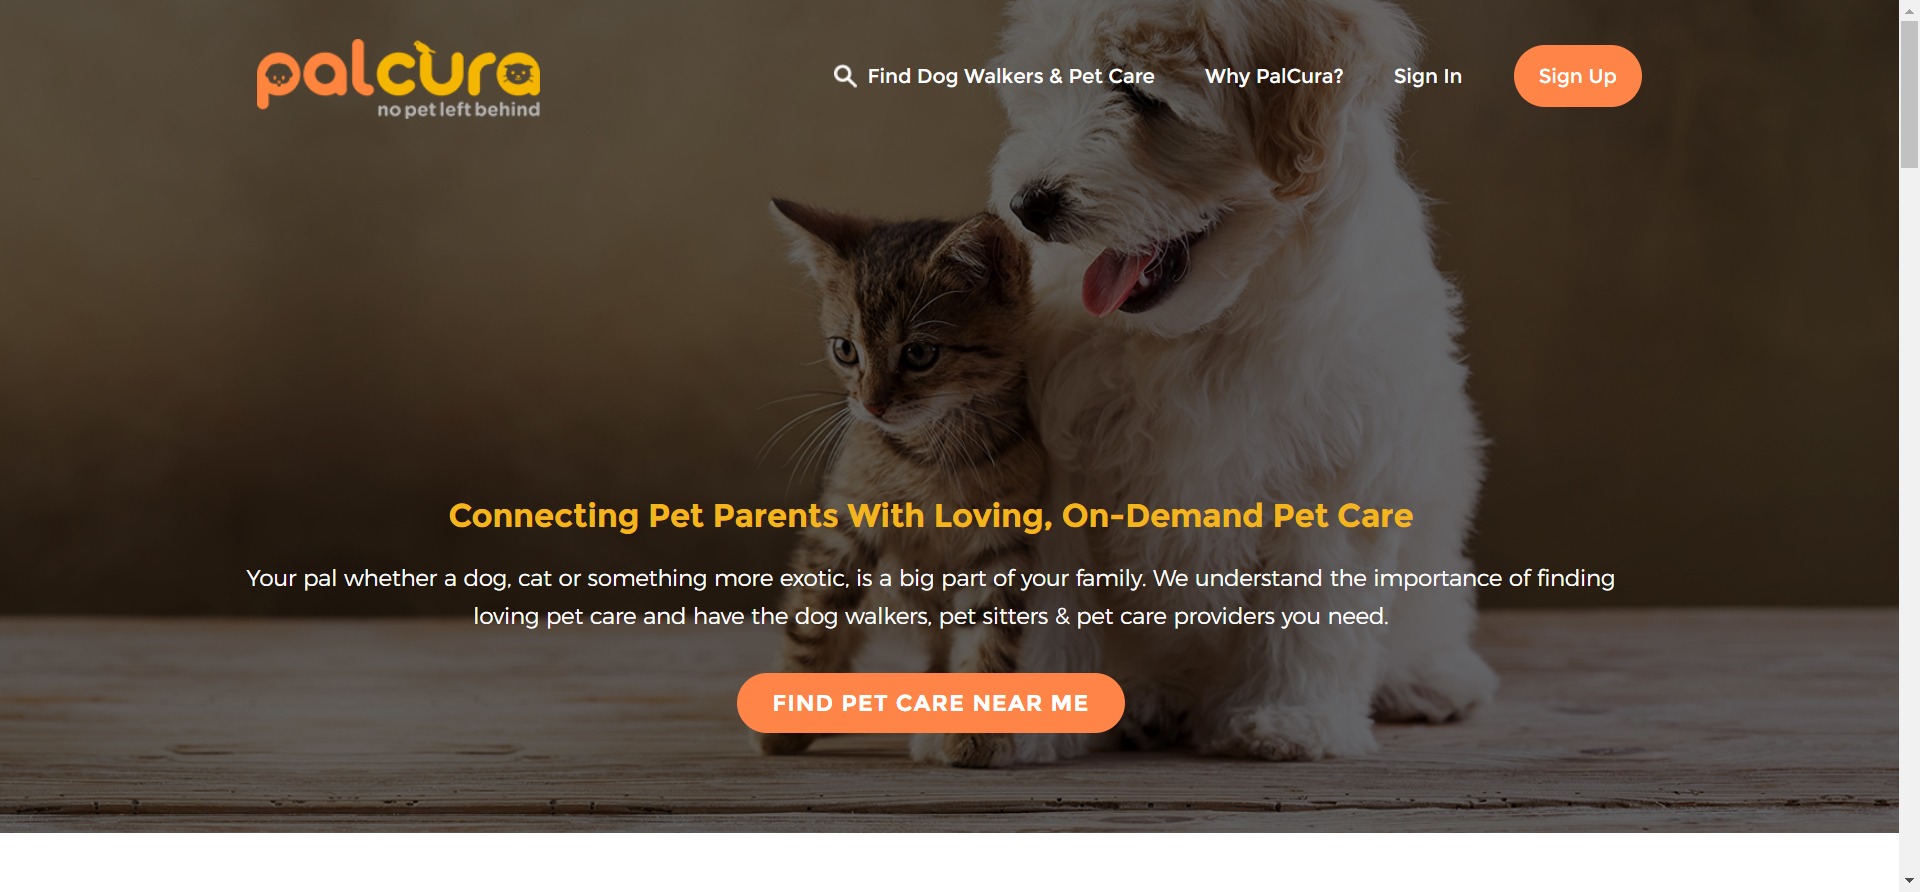 palcura
no pet left behind
Find Dog Walkers & Pet Care
Why PalCura?
Sign In
Sign Up
Connecting Pet Parents With Loving, On-Demand Pet Care
Your pal whether a dog, cat or something more exotic, is a big part of your family. We understand the importance of finding
loving pet care and have the dog walkers, pet sitters & pet care providers you need.
FIND PET CARE NEAR ME